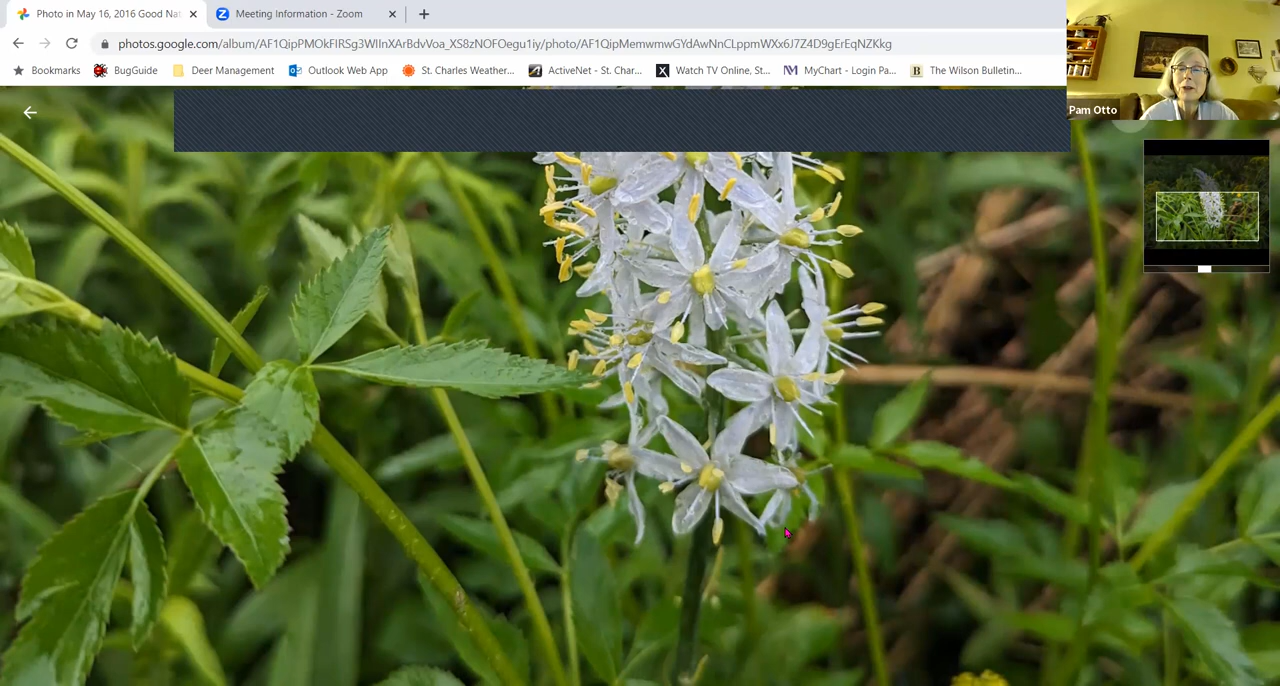 Photo in May 16, 2016 Good Nat
Meeting Information - Zoom
photos.google.com/album/AF1QipPMOkFIRSg3WIInXArBdvVoa_XS8zNOFOegu1iy/photo/AF1QipMemwmwGYdAwNnCLppmWXx6J7Z4D9gErEqNZKkg
Bookmarks
BugGuide
Deer Management
Outlook Web App
St. Charles Weather...
ActiveNet - St. Char...
Watch TV Online, St...
MyChart - Login Pa...
The Wilson Bulletin...
Pam Otto